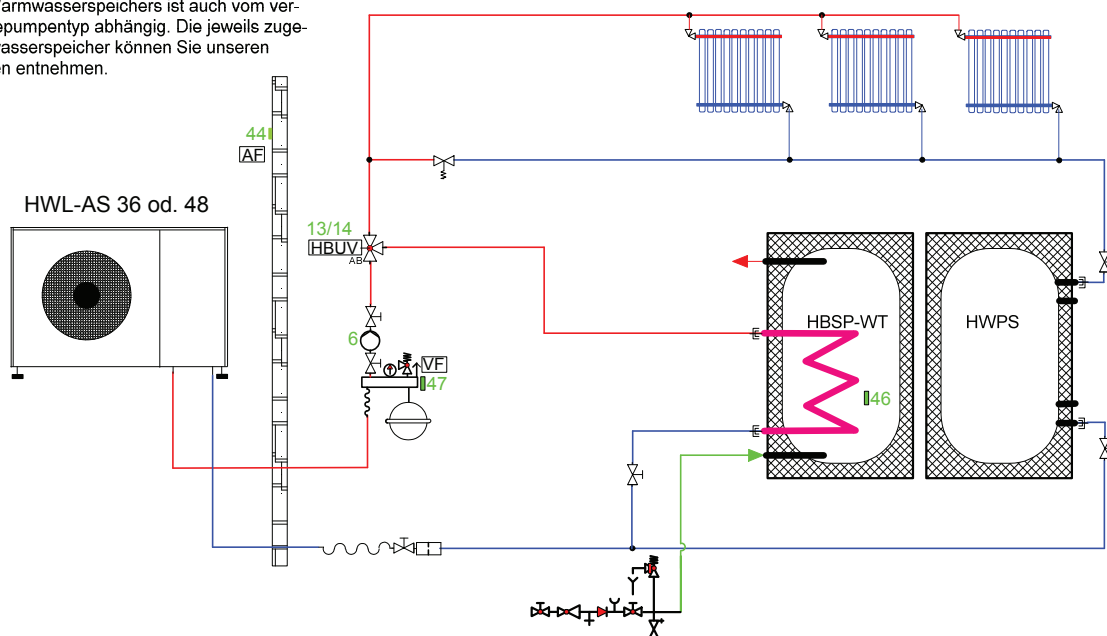 armwasserspeichers ist auch vom ver-
epumpentyp abhängig. Die jeweils zuge-
asserspeicher können Sie unseren
en entnehmen.
44
AF
HWL-AS 36 od. 48
13/14
HBUV
AB
6
VF
47
HBSP-WT
HWPS
46